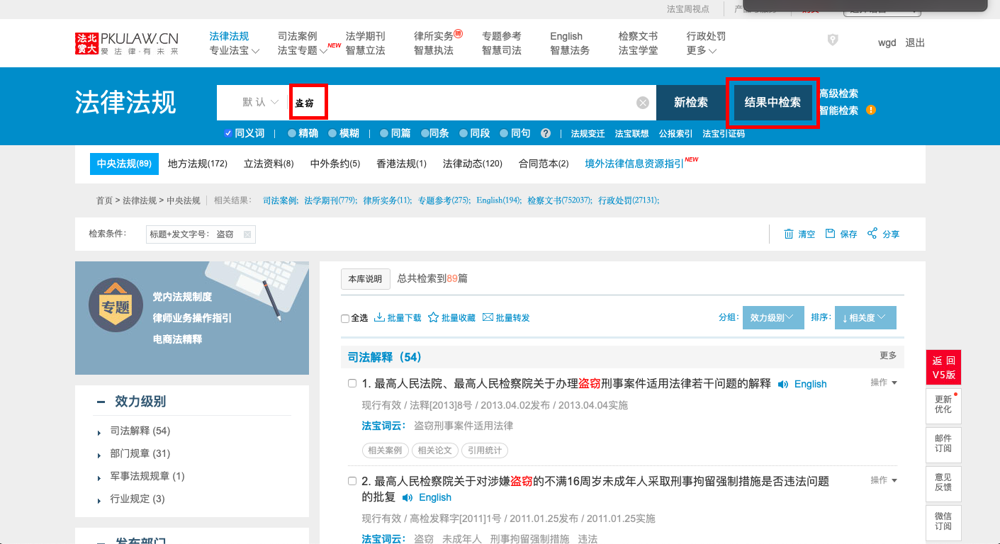 法宝周视点
北大
法宝
PKULAW.CN
爱法律·有未来
法律法规 司法案例 法学期刊 律所实务 聘 专题参考 English 检察文书 行政处罚
专业法宝 法宝专题 NEW 智慧立法 智慧执法 智慧司法 智慧法务 法宝学堂 更多
wgd 退出
法律法规
默认 盗窃 新检索 结果中检索
高级检索
智能检索
同义词 | 精确 模糊 | 同篇 同条 同段 同句 ? | 法规变迁 法宝联想 公报索引 法宝引证码
中央法规(89) 地方法规(172) 立法资料(8) 中外条约(5) 香港法规(1) 法律动态(120) 合同范本(2) 境外法律信息资源指引 NEW
首页 > 法律法规 > 中央法规 相关结果: 司法案例; 法学期刊(779); 律所实务(11); 专题参考(275); English(194); 检察文书(752037); 行政处罚(27131);
检索条件: 标题+发文字号: 盗窃 清空 保存 分享
专题
党内法规制度
律师业务操作指引
电商法精释
效力级别
司法解释 (54)
部门规章 (31)
军事法规规章 (1)
行业规定 (3)
发布部门
本库说明 总共检索到89篇
全选 批量下载 批量收藏 批量转发 分组: 效力级别 排序: ↓相关度
司法解释（54） 更多
1. 最高人民法院、最高人民检察院关于办理盗窃刑事案件适用法律若干问题的解释 English 操作
现行有效 / 法释[2013]8号 / 2013.04.02发布 / 2013.04.04实施
法宝词云： 盗窃刑事案件适用法律
相关案例 相关论文 引用统计
2. 最高人民检察院关于对涉嫌盗窃的不满16周岁未成年人采取刑事拘留强制措施是否违法问题 操作
的批复 English
现行有效 / 高检发释字[2011]1号 / 2011.01.25发布 / 2011.01.25实施
法宝词云： 盗窃 未成年人 刑事拘留强制措施 违法
返回
V5版
更新
优化
邮件
订阅
意见
反馈
微信
订阅